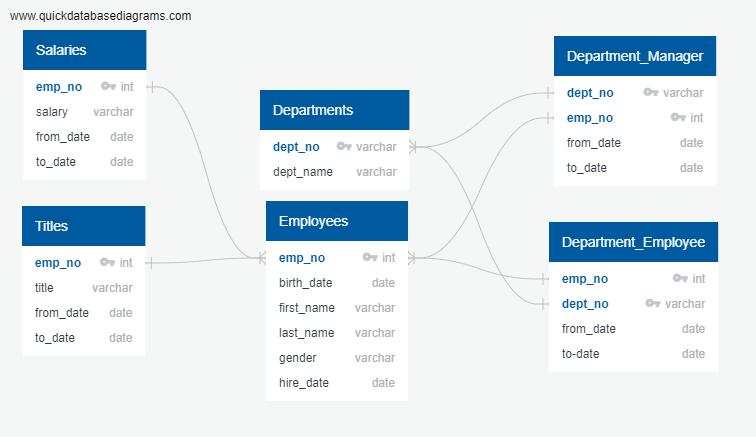 www.quickdatabasediagrams.com
Salaries
emp_no int
salary varchar
from_date date
to_date date
Titles
emp_no int
title varchar
from_date date
to_date date
Departments
dept_no varchar
dept_name varchar
Employees
emp_no int
birth_date date
first_name varchar
last_name varchar
gender varchar
hire_date date
Department_Manager
dept_no varchar
emp_no int
from_date date
to_date date
Department_Employee
emp_no int
dept_no varchar
from_date date
to-date date